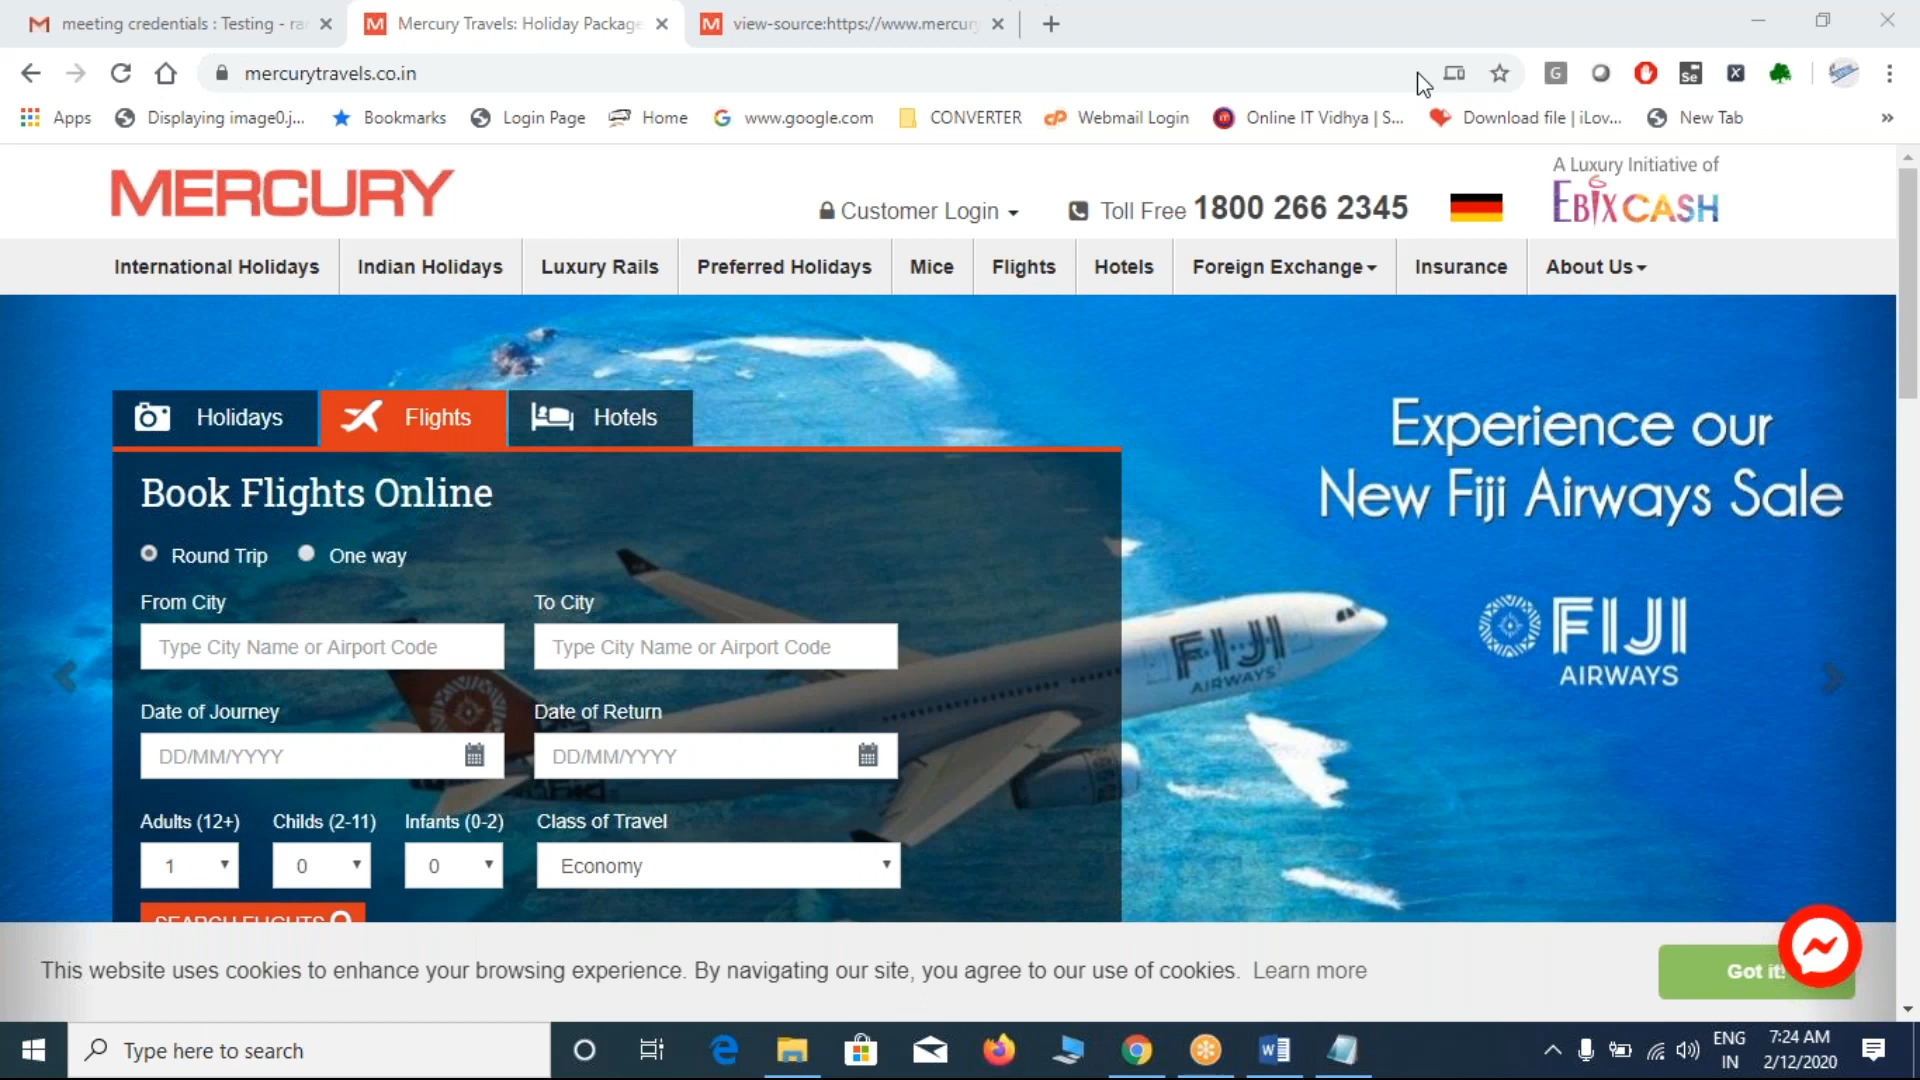 meeting credentials : Testing - ra
Mercury Travels: Holiday Package
view-source:https://www.mercury
mercurytravels.co.in
G
Se
X
Apps
Displaying image0.j...
Bookmarks
Login Page
Home
www.google.com
CONVERTER
Webmail Login
Online IT Vidhya | S...
Download file | iLov...
New Tab
»
MERCURY
Customer Login
Toll Free 1800 266 2345
A Luxury Initiative of
EBIXCASH
International Holidays
Indian Holidays
Luxury Rails
Preferred Holidays
Mice
Flights
Hotels
Foreign Exchange
Insurance
About Us
Holidays
Flights
Hotels
Book Flights Online
Round Trip
One way
From City
To City
Type City Name or Airport Code
Type City Name or Airport Code
Date of Journey
Date of Return
DD/MM/YYYY
DD/MM/YYYY
Adults (12+)
Childs (2-11)
Infants (0-2)
Class of Travel
1
0
0
Economy
SEARCH FLIGHTS
Experience our
New Fiji Airways Sale
FIJI
AIRWAYS
FIJI
AIRWAYS
This website uses cookies to enhance your browsing experience. By navigating our site, you agree to our use of cookies. Learn more
Got it!
Type here to search
ENG
IN
7:24 AM
2/12/2020